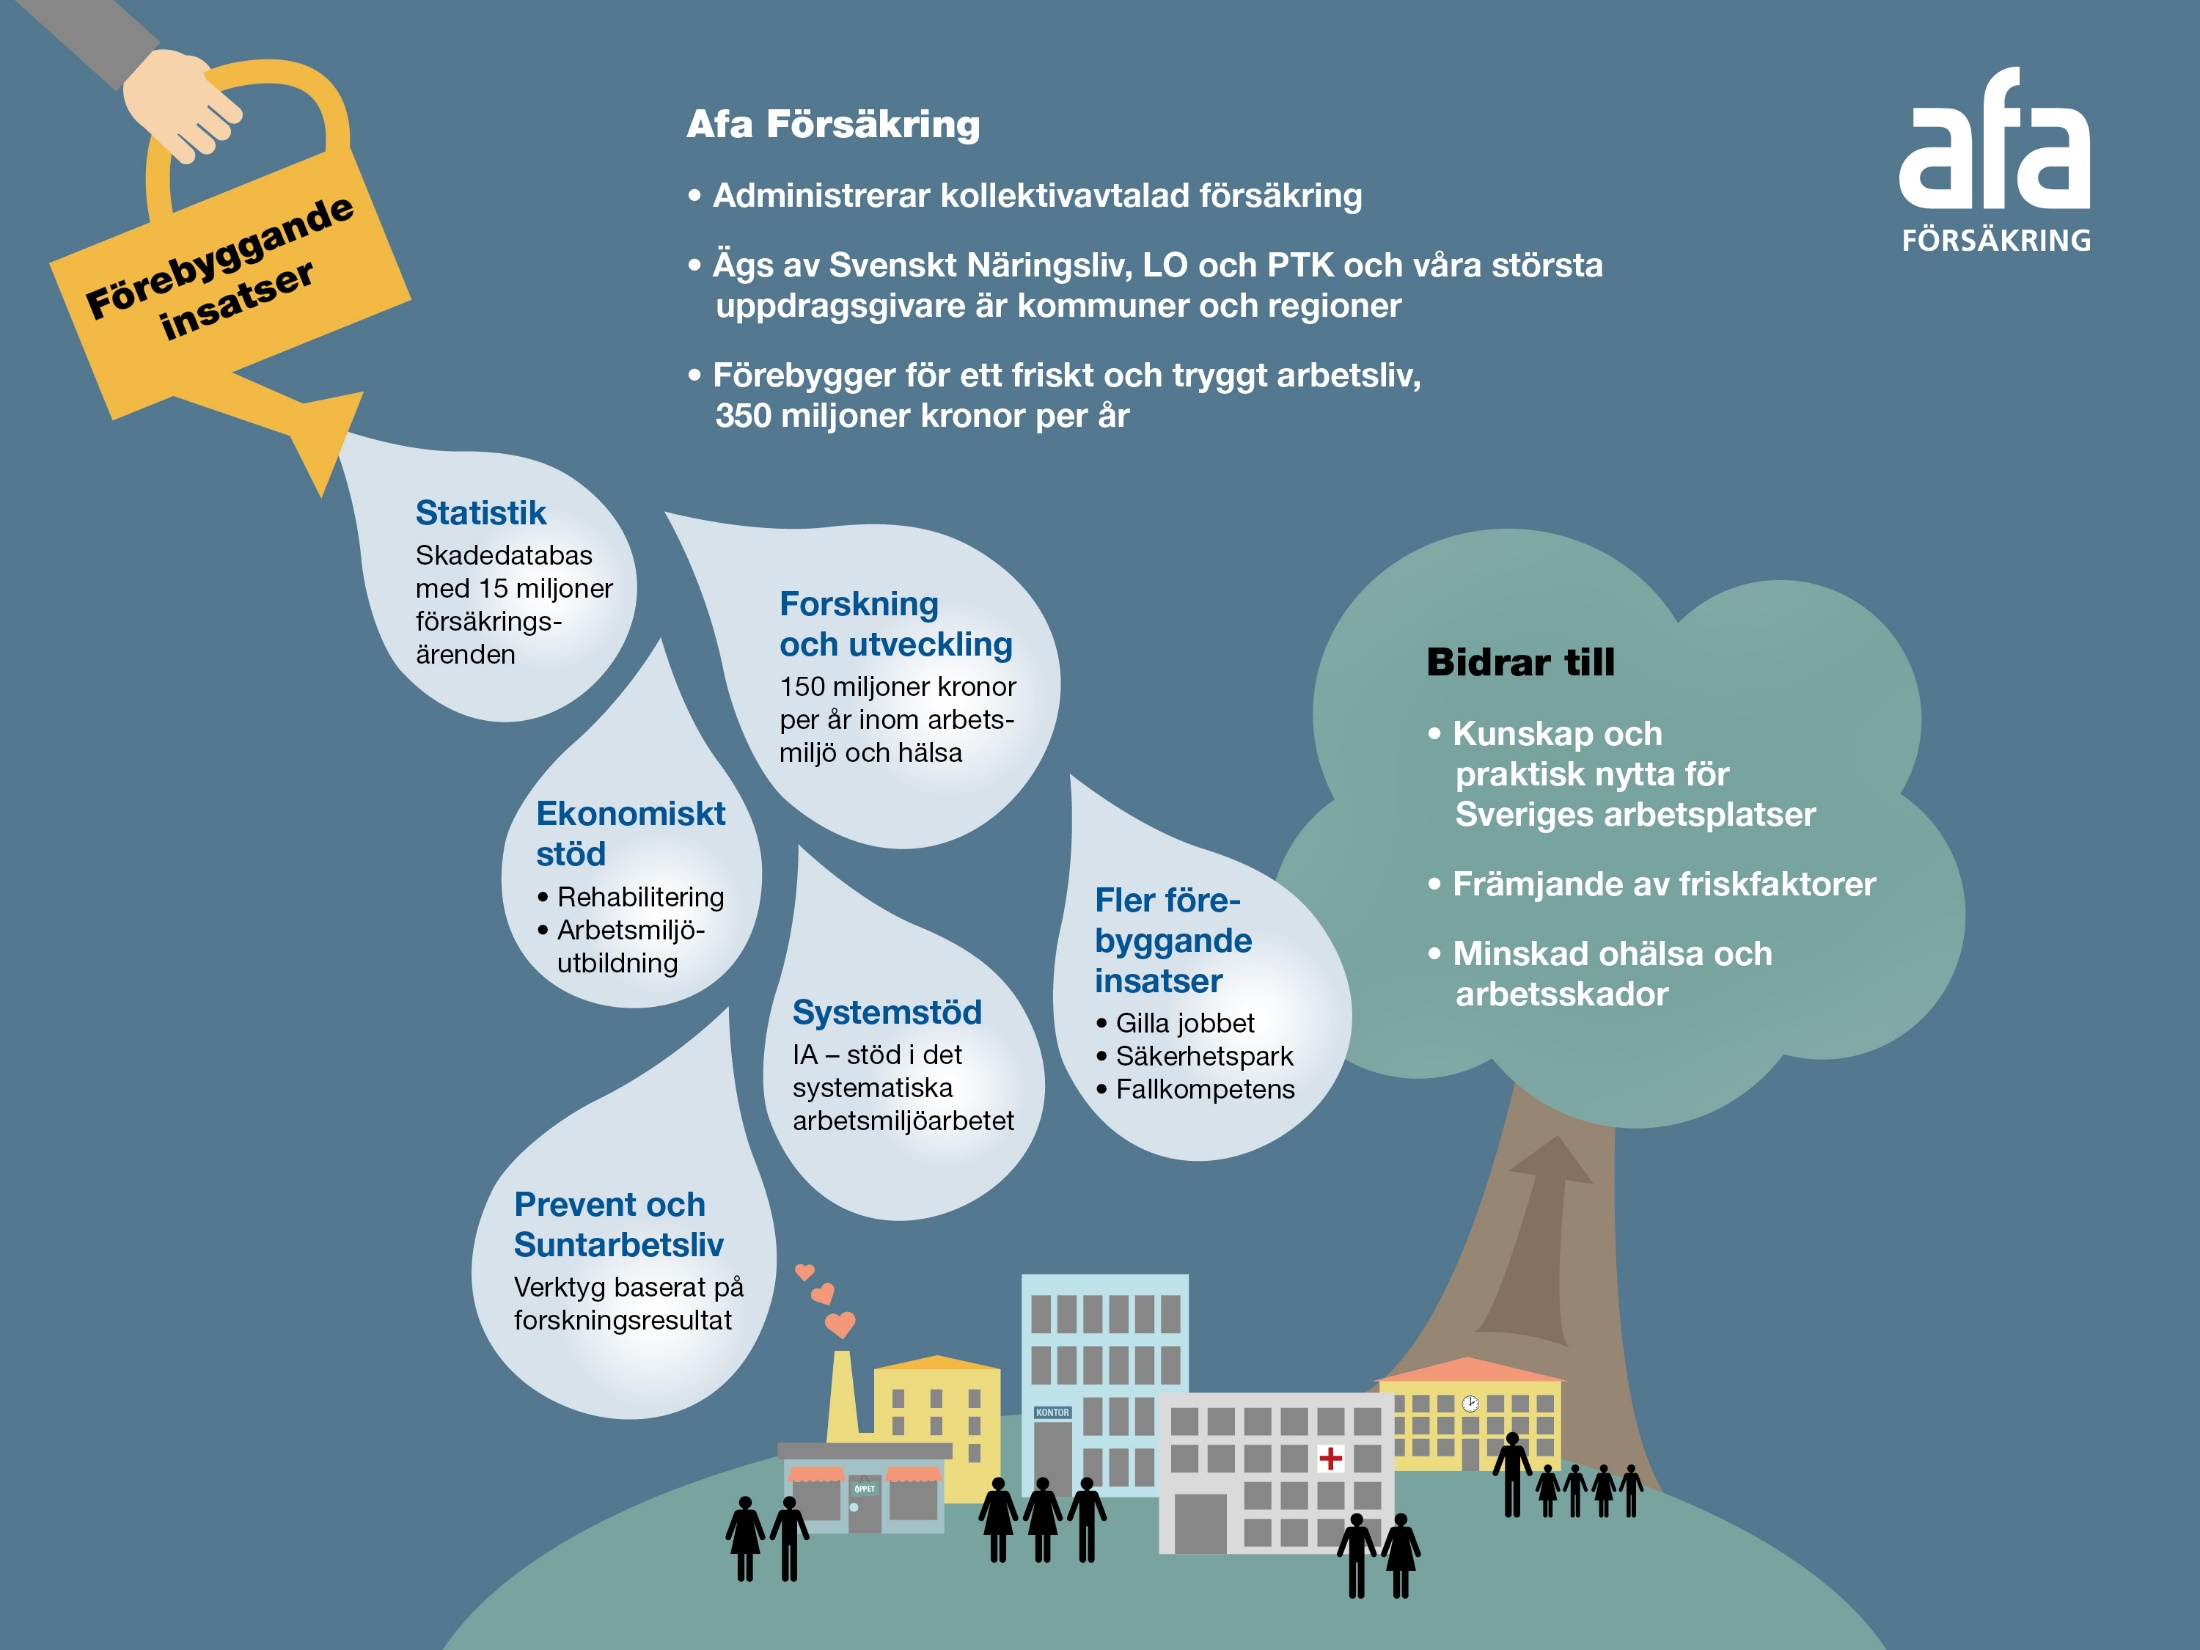 Förebyggande
insatser
Afa Försäkring
• Administrerar kollektivavtalad försäkring
• Ägs av Svenskt Näringsliv, LO och PTK och våra största
uppdragsgivare är kommuner och regioner
• Förebygger för ett friskt och tryggt arbetsliv,
350 miljoner kronor per år
afa
FÖRSÄKRING
Statistik
Skadedatabas
med 15 miljoner
försäkrings-
ärenden
Forskning
och utveckling
150 miljoner kronor
per år inom arbets-
miljö och hälsa
Ekonomiskt
stöd
• Rehabilitering
• Arbetsmiljö-
utbildning
Systemstöd
IA – stöd i det
systematiska
arbetsmiljöarbetet
Fler före-
byggande
insatser
• Gilla jobbet
• Säkerhetspark
• Fallkompetens
Prevent och
Suntarbetsliv
Verktyg baserat på
forskningsresultat
Bidrar till
• Kunskap och
praktisk nytta för
Sveriges arbetsplatser
• Främjande av friskfaktorer
• Minskad ohälsa och
arbetsskador
KONTOR
ÖPPET